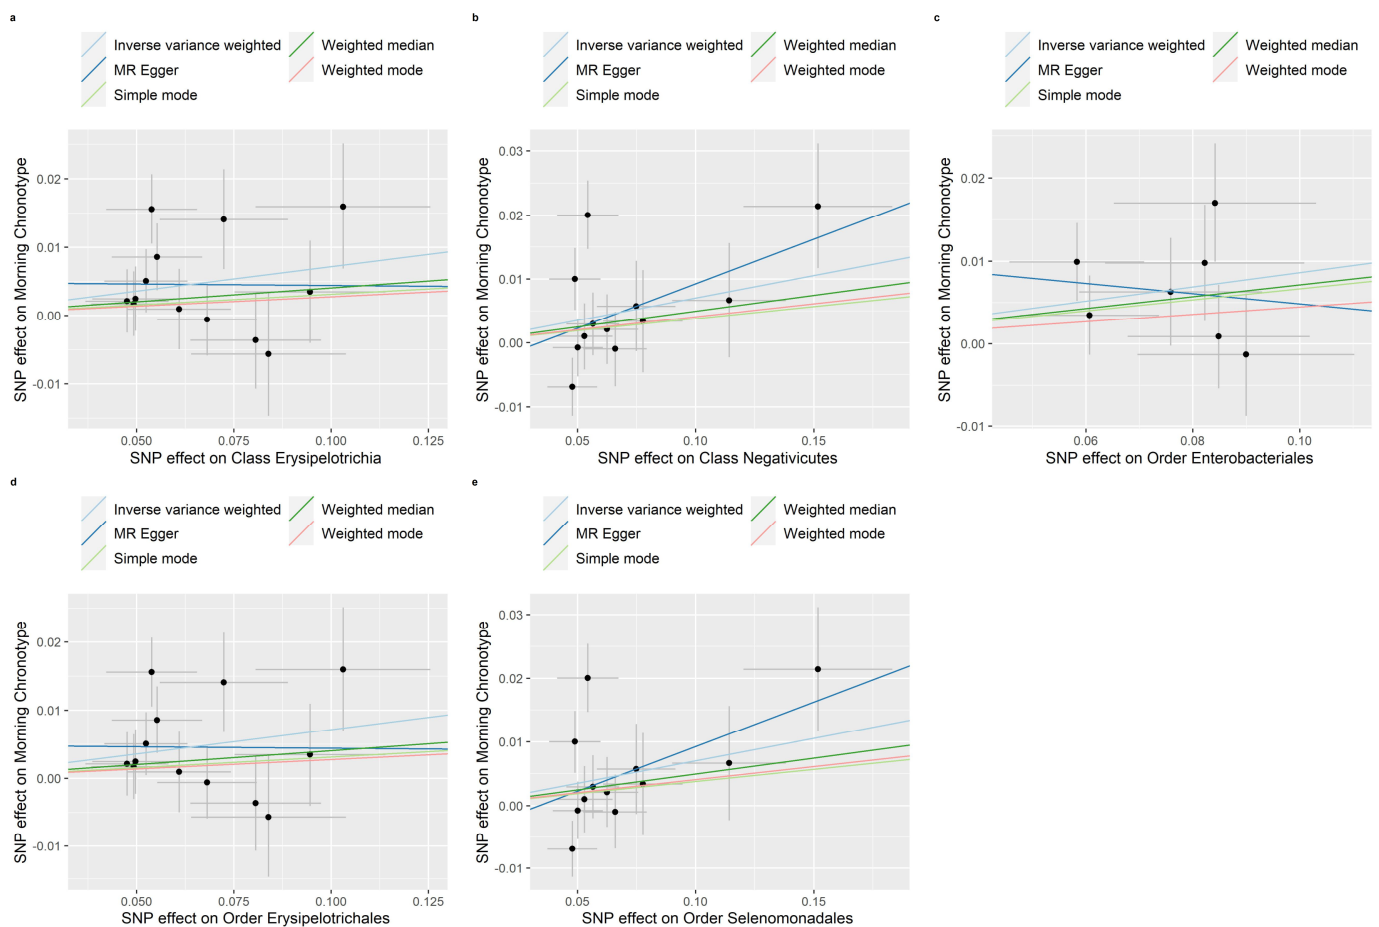 a
Inverse variance weighted
Weighted median
MR Egger
Weighted mode
Simple mode
SNP effect on Morning Chronotype
0.02
0.01
0.00
-0.01
0.050
0.075
0.100
0.125
SNP effect on Class Erysipelotrichia
b
Inverse variance weighted
Weighted median
MR Egger
Weighted mode
Simple mode
SNP effect on Morning Chronotype
0.03
0.02
0.01
0.00
-0.01
0.05
0.10
0.15
SNP effect on Class Negativicutes
c
Inverse variance weighted
Weighted median
MR Egger
Weighted mode
Simple mode
SNP effect on Morning Chronotype
0.02
0.01
0.00
-0.01
0.06
0.08
0.10
SNP effect on Order Enterobacteriales
d
Inverse variance weighted
Weighted median
MR Egger
Weighted mode
Simple mode
SNP effect on Morning Chronotype
0.02
0.01
0.00
-0.01
0.050
0.075
0.100
0.125
SNP effect on Order Erysipelotrichales
e
Inverse variance weighted
Weighted median
MR Egger
Weighted mode
Simple mode
SNP effect on Morning Chronotype
0.03
0.02
0.01
0.00
-0.01
0.05
0.10
0.15
SNP effect on Order Selenomonadales